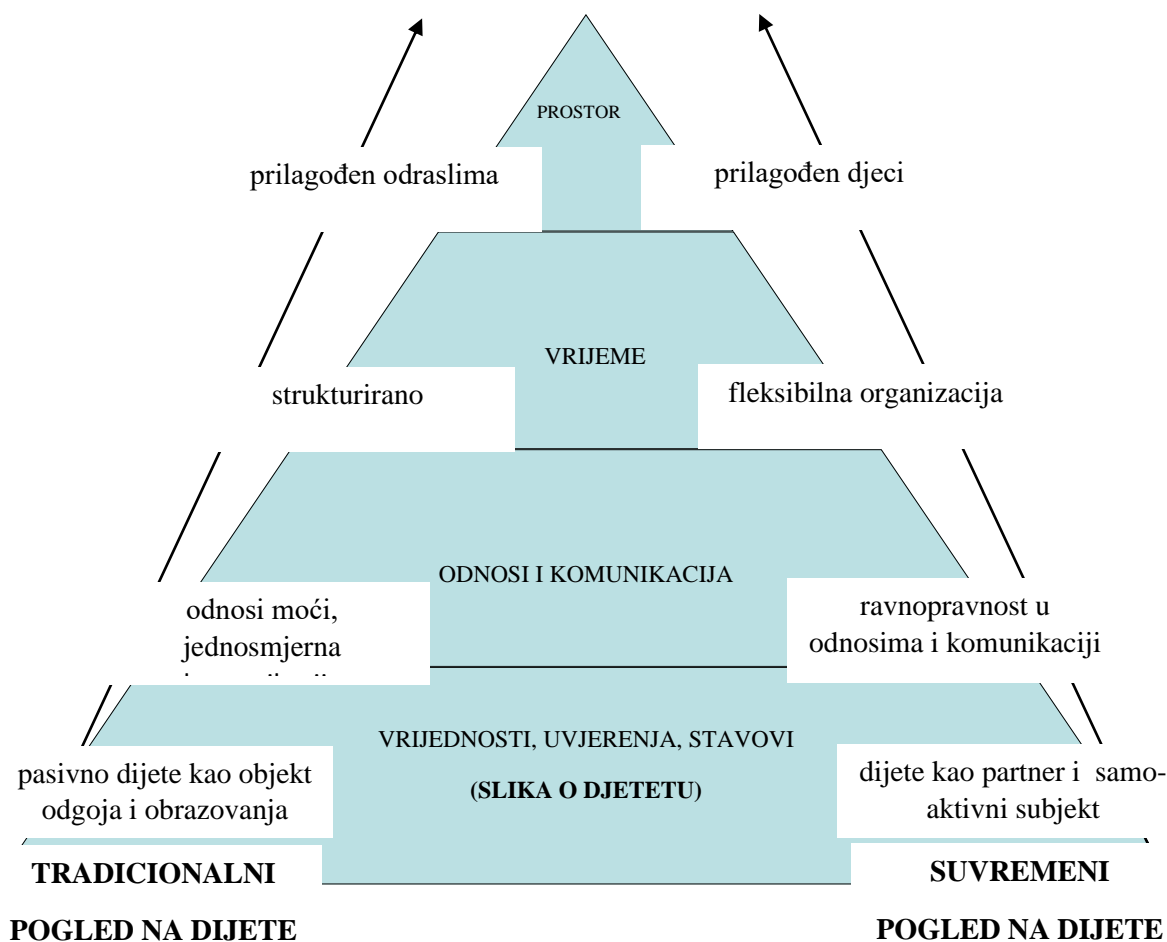 PROSTOR
prilagođen odraslima
prilagođen djeci
VRIJEME
strukturirano
fleksibilna organizacija
ODNOSI I KOMUNIKACIJA
odnosi moći,
jednosmjerna
ravnopravnost u
odnosima i komunikaciji
VRIJEDNOSTI, UVJERENJA, STAVOVI
(SLIKA O DJETETU)
pasivno dijete kao objekt
odgoja i obrazovanja
dijete kao partner i samo-
aktivni subjekt
TRADICIONALNI
POGLED NA DIJETE
SUVREMENI
POGLED NA DIJETE